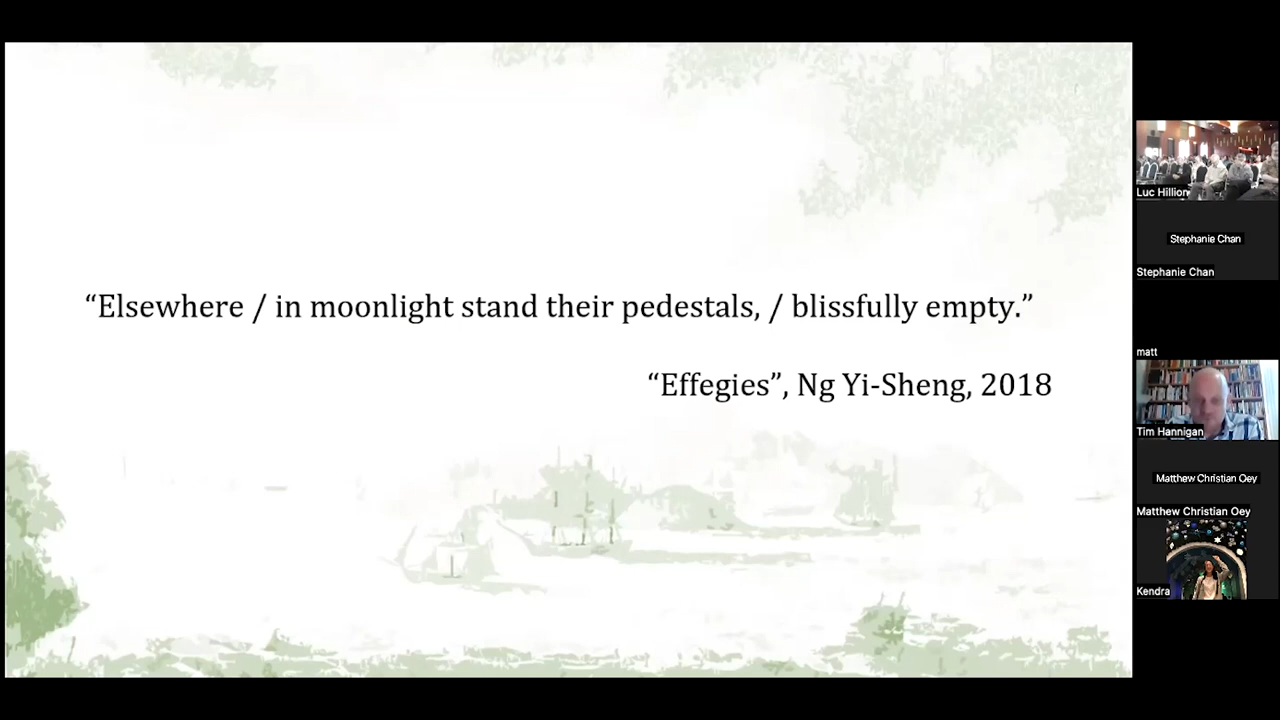 “Elsewhere / in moonlight stand their pedestals, / blissfully empty.”
“Effegies”, Ng Yi-Sheng, 2018
Luc Hillion
Stephanie Chan
Stephanie Chan
matt
Tim Hannigan
Matthew Christian Oey
Matthew Christian Oey
Kendra